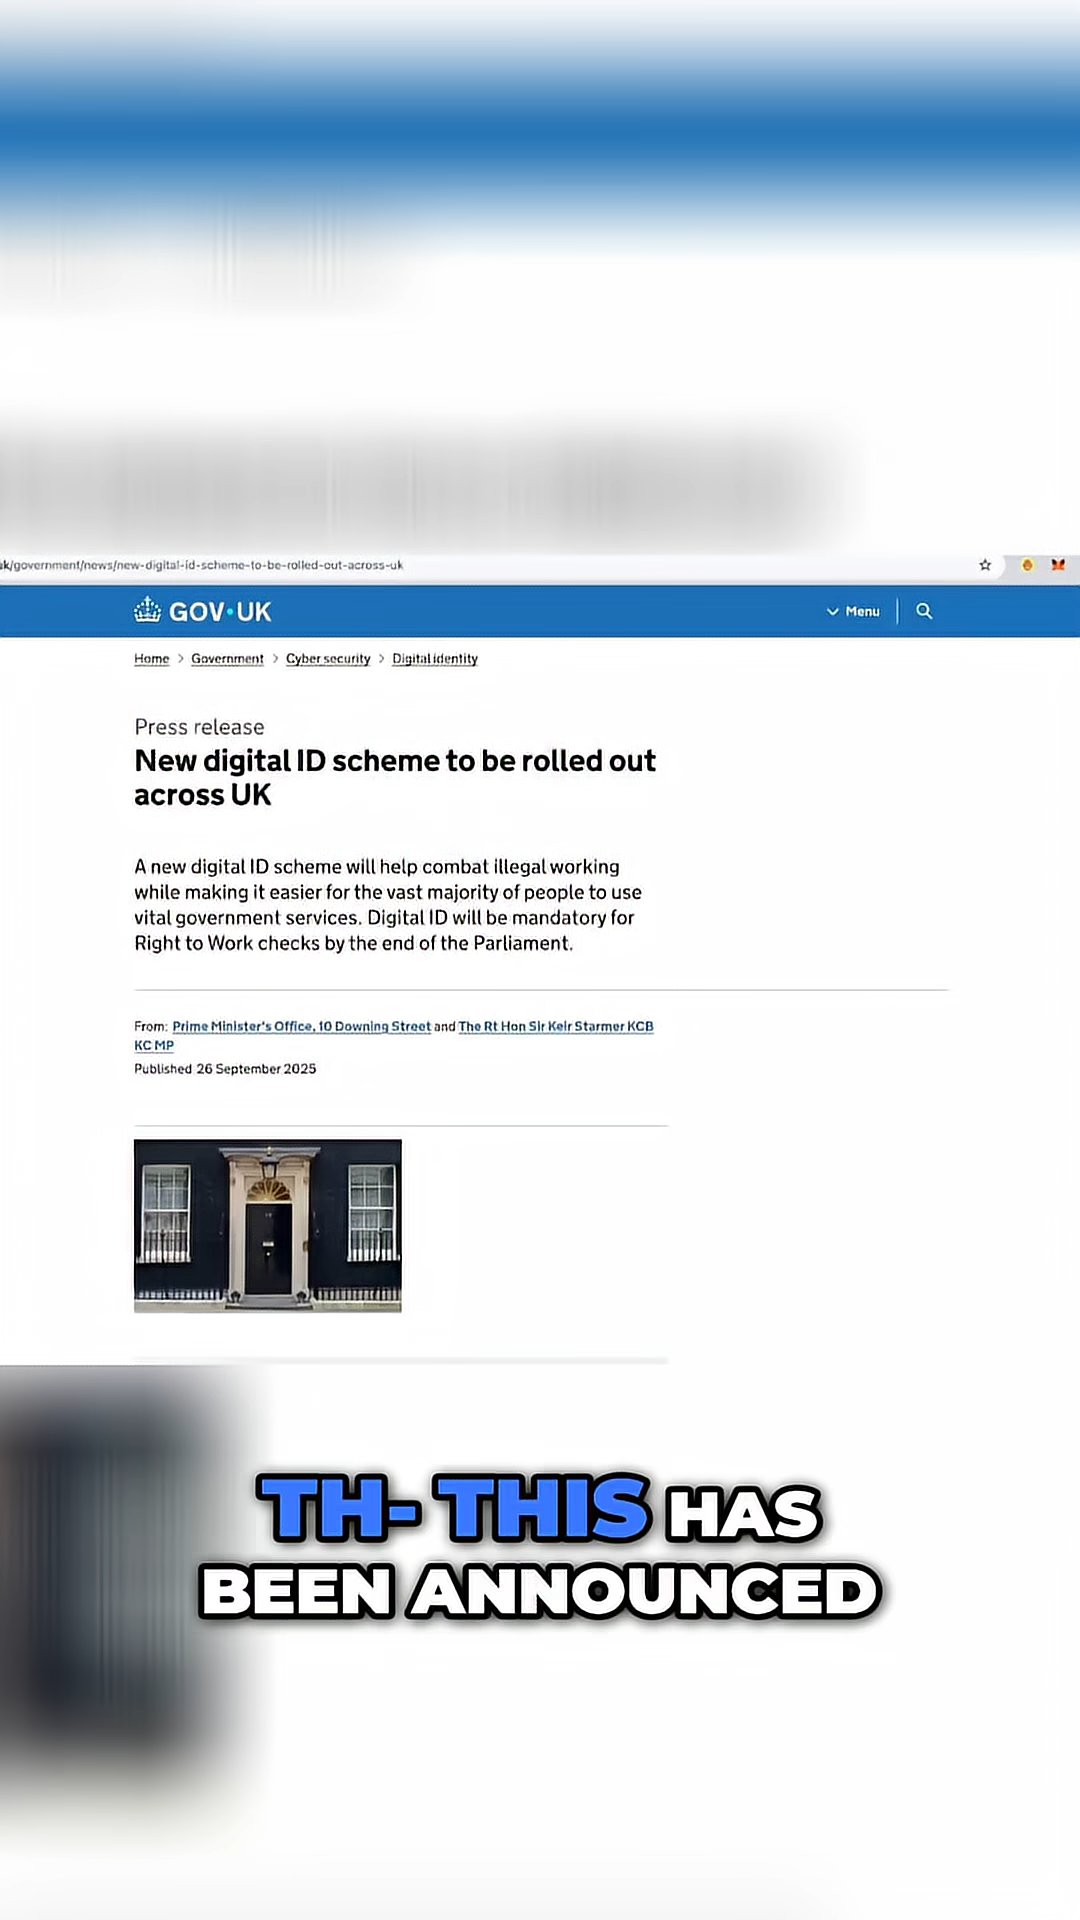 uk/government/news/new-digital-id-scheme-to-be-rolled-out-across-uk
GOV·UK
Menu
Home > Government > Cyber security > Digital identity
Press release
New digital ID scheme to be rolled out
across UK
A new digital ID scheme will help combat illegal working
while making it easier for the vast majority of people to use
vital government services. Digital ID will be mandatory for
Right to Work checks by the end of the Parliament.
From: Prime Minister's Office, 10 Downing Street and The Rt Hon Sir Keir Starmer KCB
KC MP
Published 26 September 2025
TH- THIS HAS
BEEN ANNOUNCED